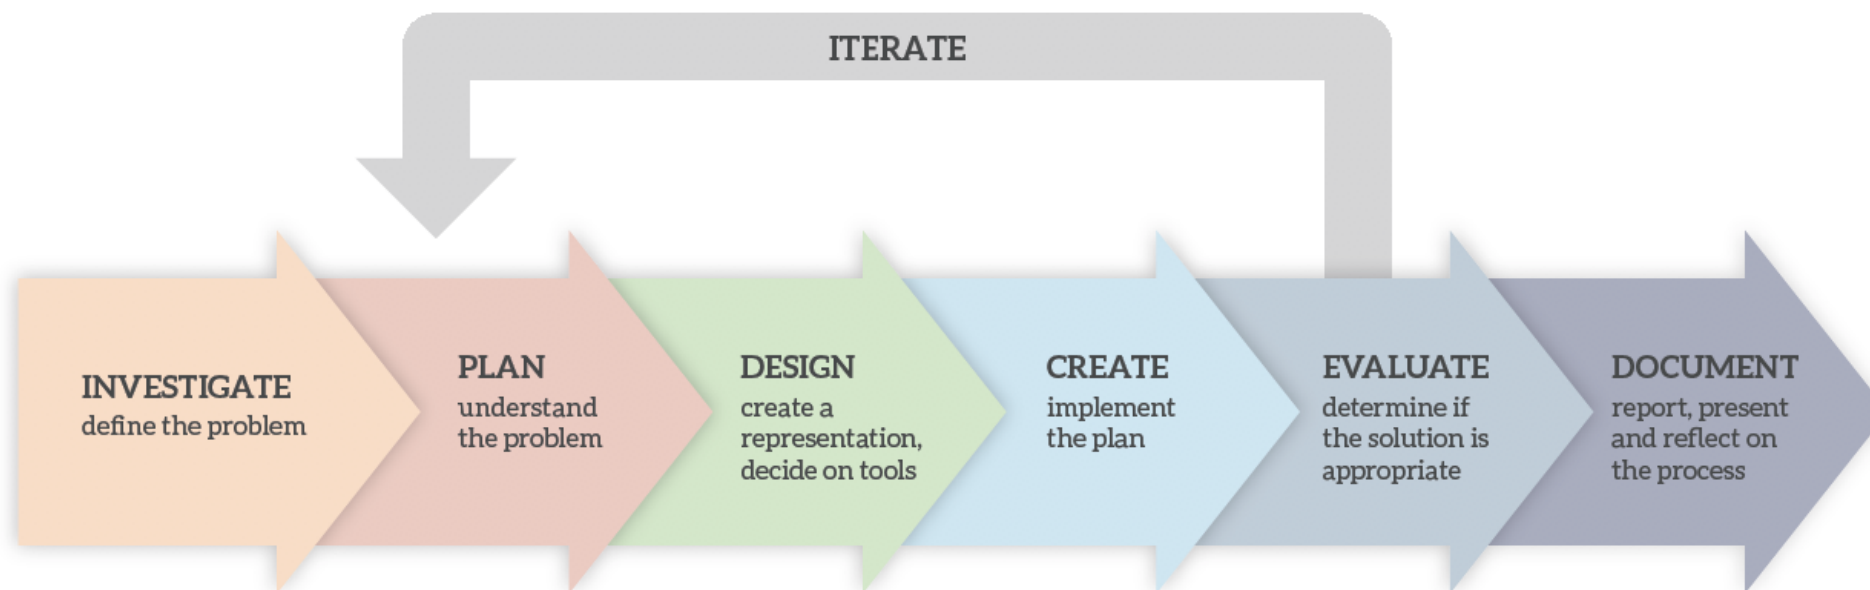 ITERATE
INVESTIGATE
define the problem
PLAN
understand
the problem
DESIGN
create a
representation,
decide on tools
CREATE
implement
the plan
EVALUATE
determine if
the solution is
appropriate
DOCUMENT
report, present
and reflect on
the process